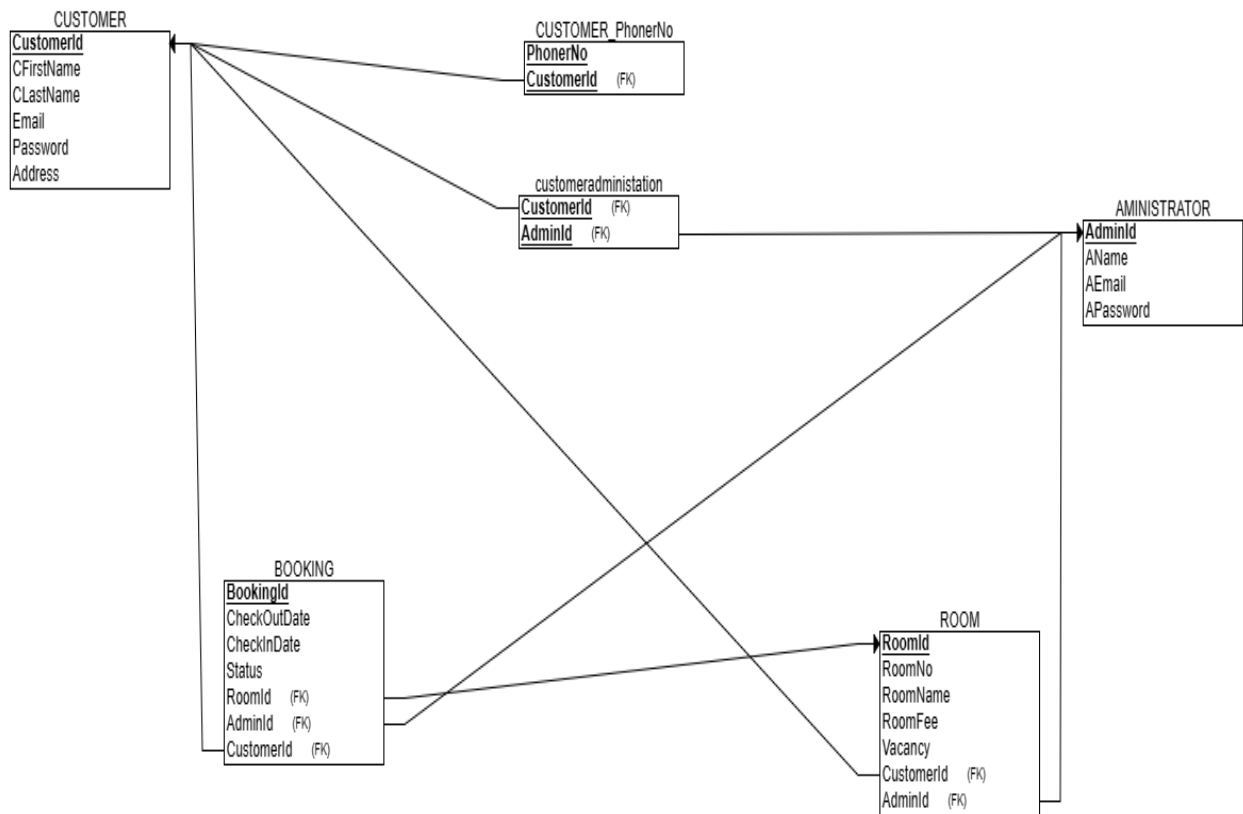 CUSTOMER
CustomerId
CFirstName
CLastName
Email
Password
Address
CUSTOMER_PhonerNo
PhonerNo
CustomerId (FK)
customeradministation
CustomerId (FK)
AdminId (FK)
AMINISTRATOR
AdminId
AName
AEmail
APassword
BOOKING
BookingId
CheckOutDate
CheckInDate
Status
RoomId (FK)
AdminId (FK)
CustomerId (FK)
ROOM
RoomId
RoomNo
RoomName
RoomFee
Vacancy
CustomerId (FK)
AdminId (FK)